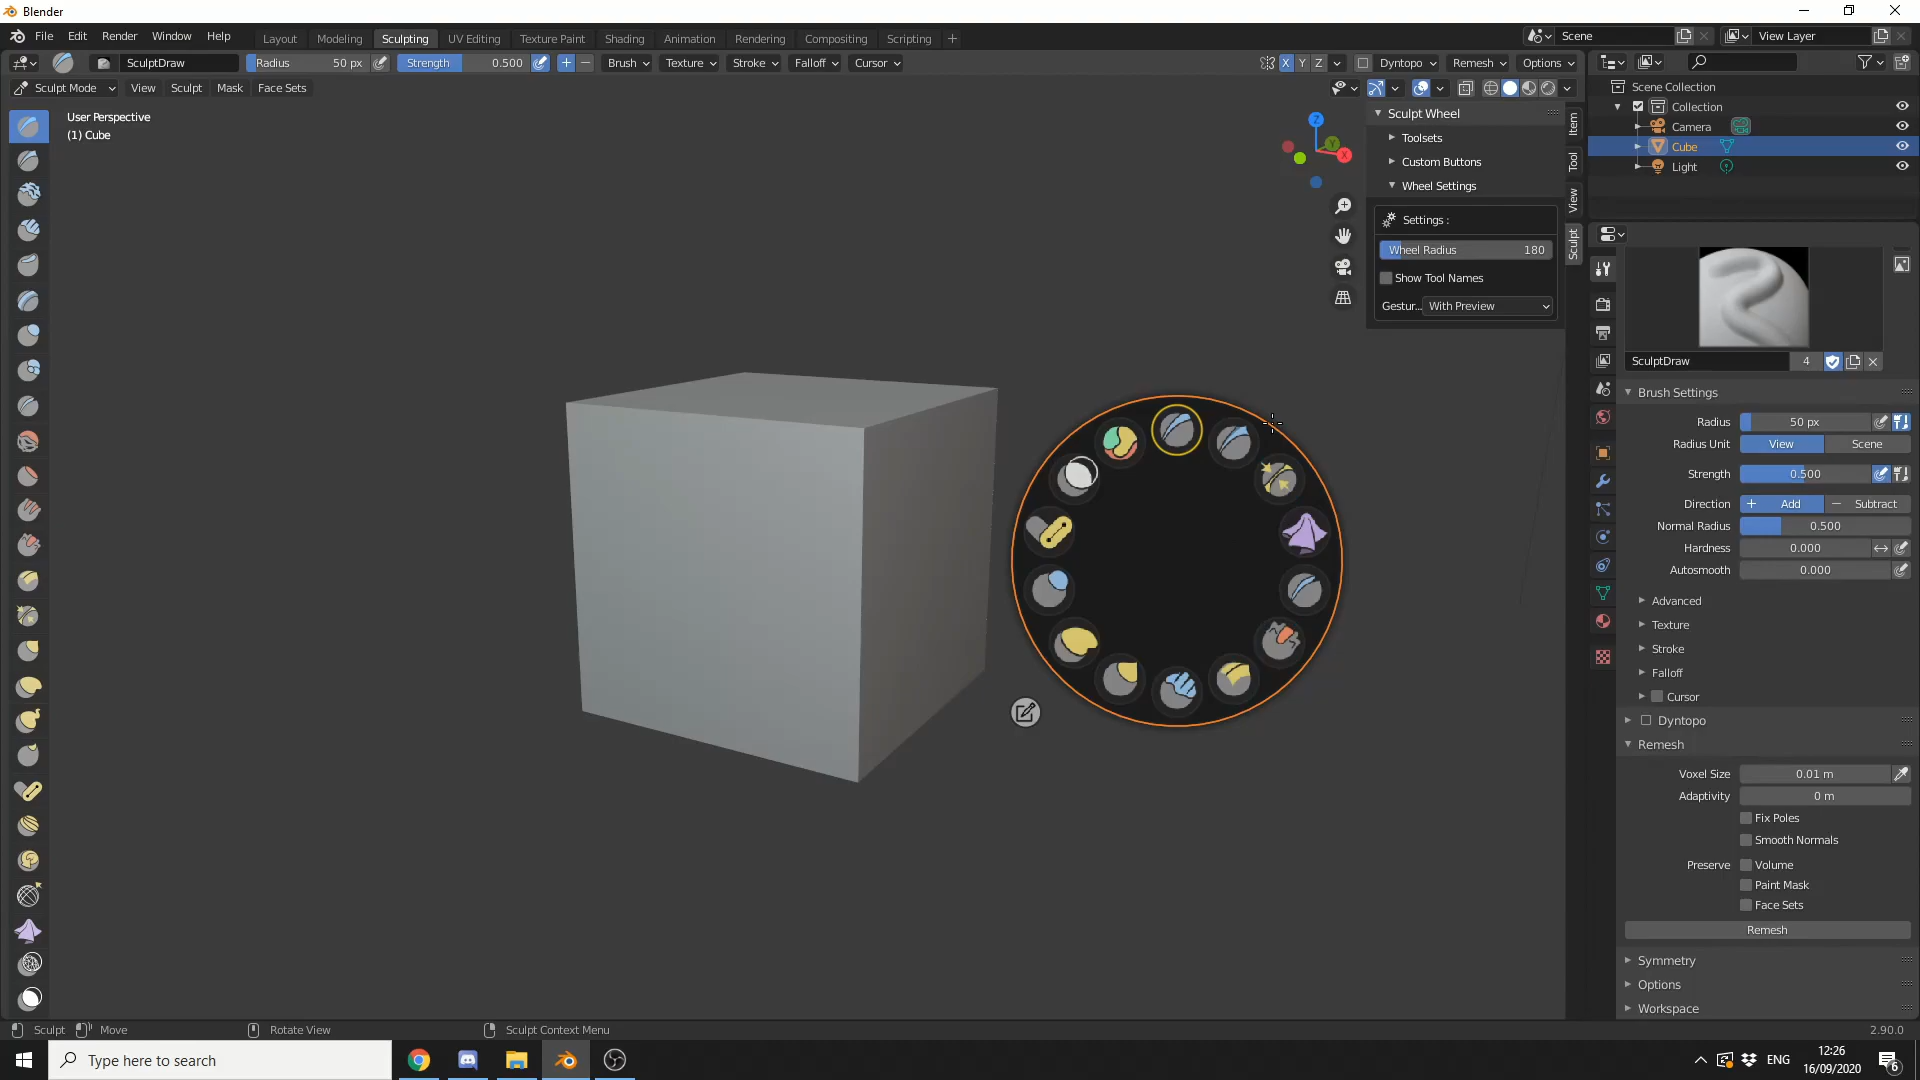 Blender
File Edit Render Window Help Layout Modeling Sculpting UV Editing Texture Paint Shading Animation Rendering Compositing Scripting + Scene View Layer
SculptDraw Radius 50 px Strength 0.500 + − Brush Texture Stroke Falloff Cursor X Y Z Dyntopo Remesh Options
Sculpt Mode View Sculpt Mask Face Sets
User Perspective
(1) Cube
Z
Y
X
Sculpt Wheel
Toolsets
Custom Buttons
Wheel Settings
Settings :
Wheel Radius 180
Show Tool Names
Gestur... With Preview
Item
Tool
View
Sculpt
Scene Collection
Collection
Camera
Cube
Light
SculptDraw 4
Brush Settings
Radius 50 px
Radius Unit View Scene
Strength 0.500
Direction + Add − Subtract
Normal Radius 0.500
Hardness 0.000
Autosmooth 0.000
Advanced
Texture
Stroke
Falloff
Cursor
Dyntopo
Remesh
Voxel Size 0.01 m
Adaptivity 0 m
Fix Poles
Smooth Normals
Preserve Volume
Paint Mask
Face Sets
Remesh
Symmetry
Options
Workspace
Sculpt Move Rotate View Sculpt Context Menu 2.90.0
Type here to search
ENG
12:26
16/09/2020
6